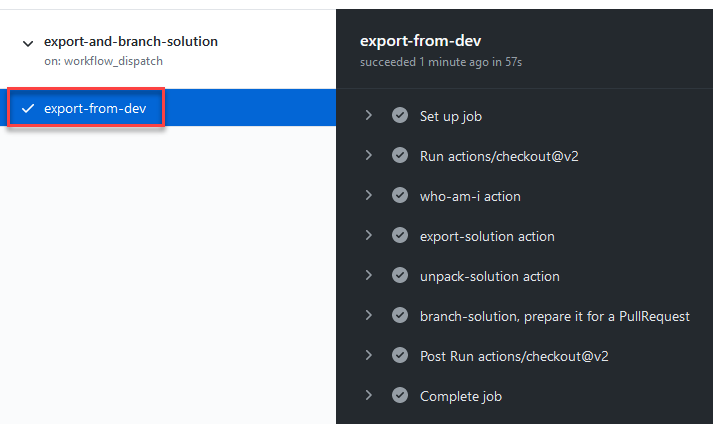 export-and-branch-solution
on: workflow_dispatch
export-from-dev
export-from-dev
succeeded 1 minute ago in 57s
Set up job
Run actions/checkout@v2
who-am-i action
export-solution action
unpack-solution action
branch-solution, prepare it for a PullRequest
Post Run actions/checkout@v2
Complete job